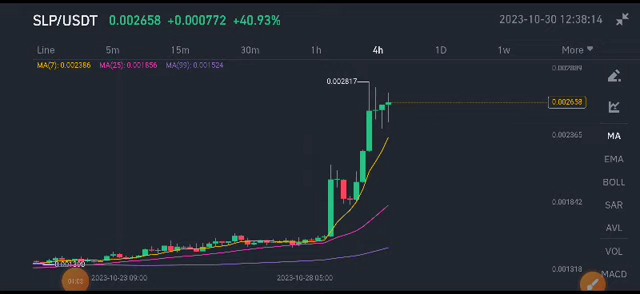 SLP/USDT 0.002658 +0.000772 +40.93% 2023-10-30 12:38:14
Line 5m 15m 30m 1h 4h 1D 1w More
MA(7): 0.002386 MA(25): 0.001856 MA(99): 0.001524
0.002817
0.002658
MA
0.002365
EMA
BOLL
0.001842
SAR
AVL
VOL
0.001318
MACD
2023-10-28 09:00 2023-10-28 05:00